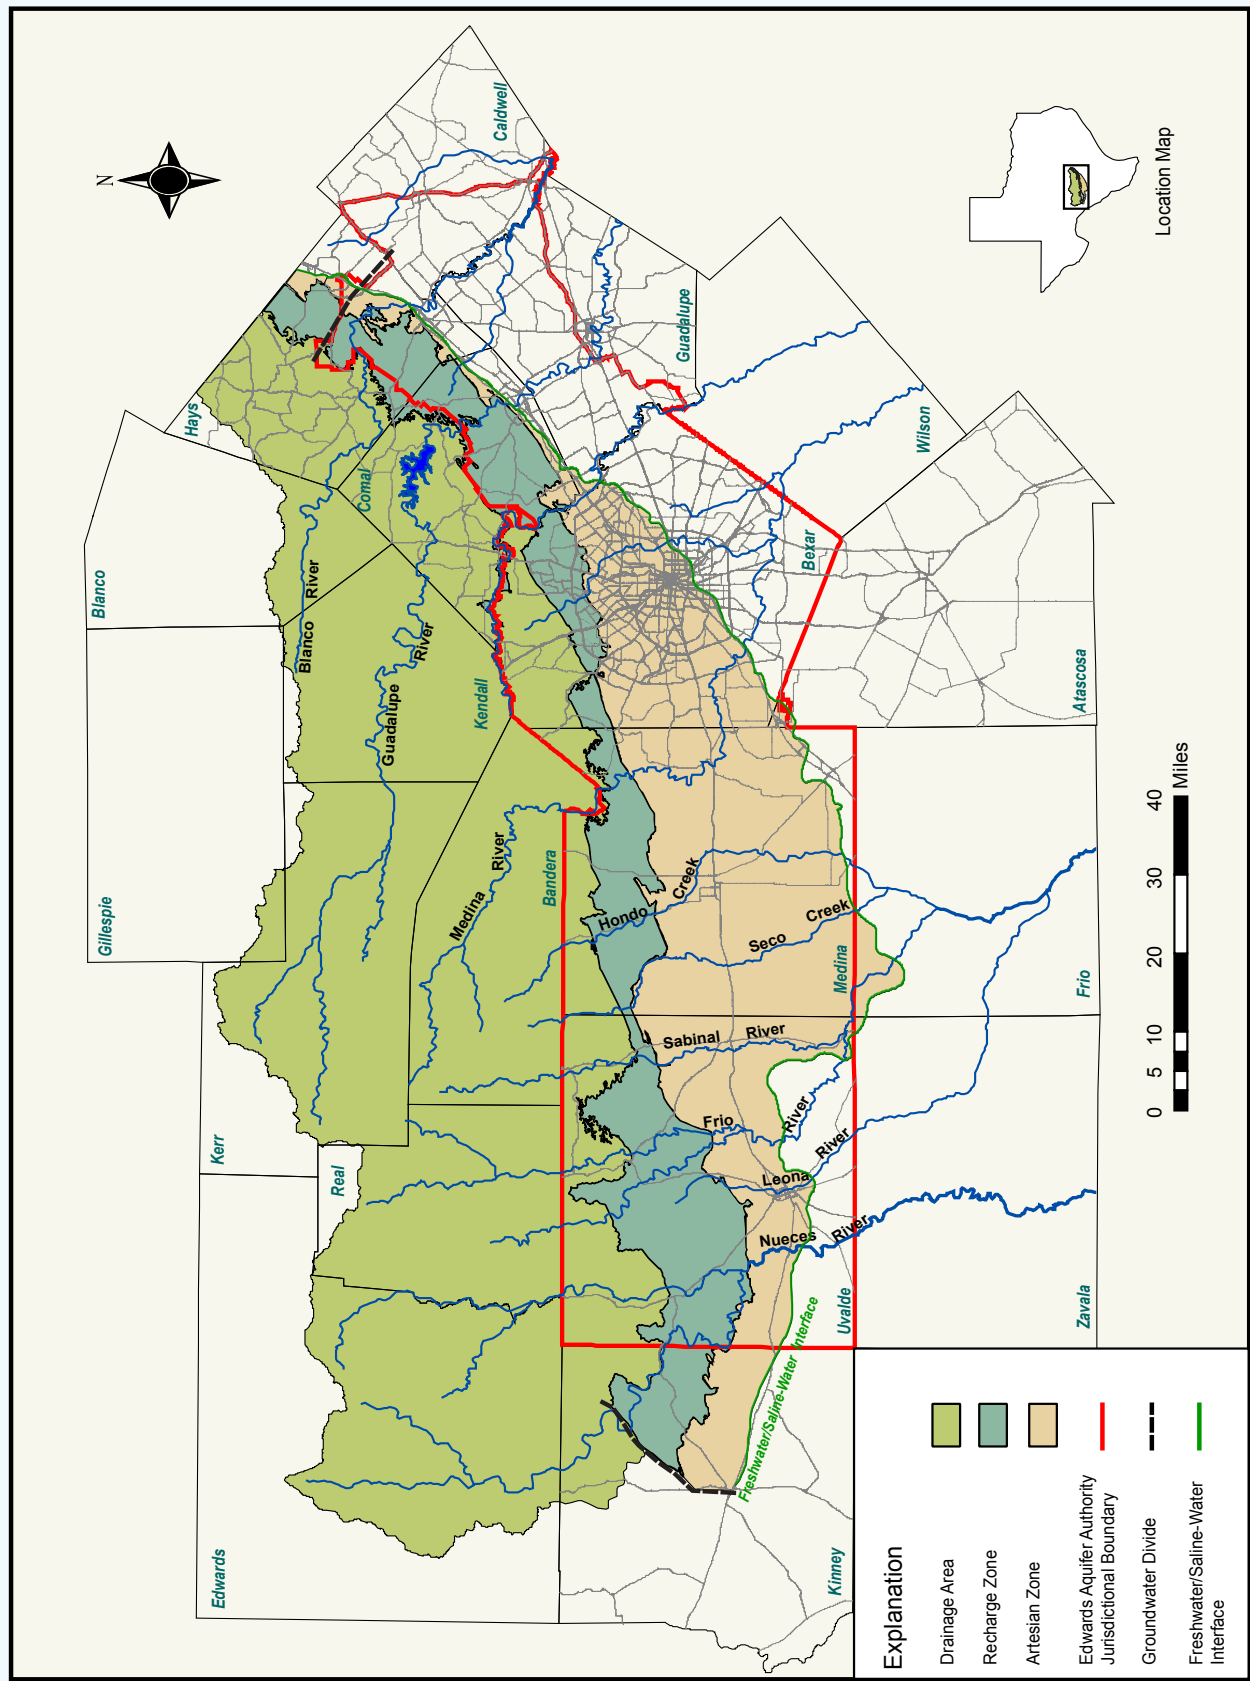 N
Caldwell
Hays
Comal
Guadalupe
Blanco
Blanco
River
Guadalupe
River
Kendall
Wilson
Bexar
Gillespie
Medina
River
Bandera
Atascosa
Hondo
Creek
Seco
Creek
Medina
Frio
Kerr
Real
Sabinal
River
Frio
River
Leona
River
Nueces
River
Uvalde
Zavala
Edwards
Kinney
Freshwater/Saline-Water Interface
Location Map
0 5 10 20 30 40
Miles
Explanation
Drainage Area
Recharge Zone
Artesian Zone
Edwards Aquifer Authority
Jurisdictional Boundary
Groundwater Divide
Freshwater/Saline-Water
Interface